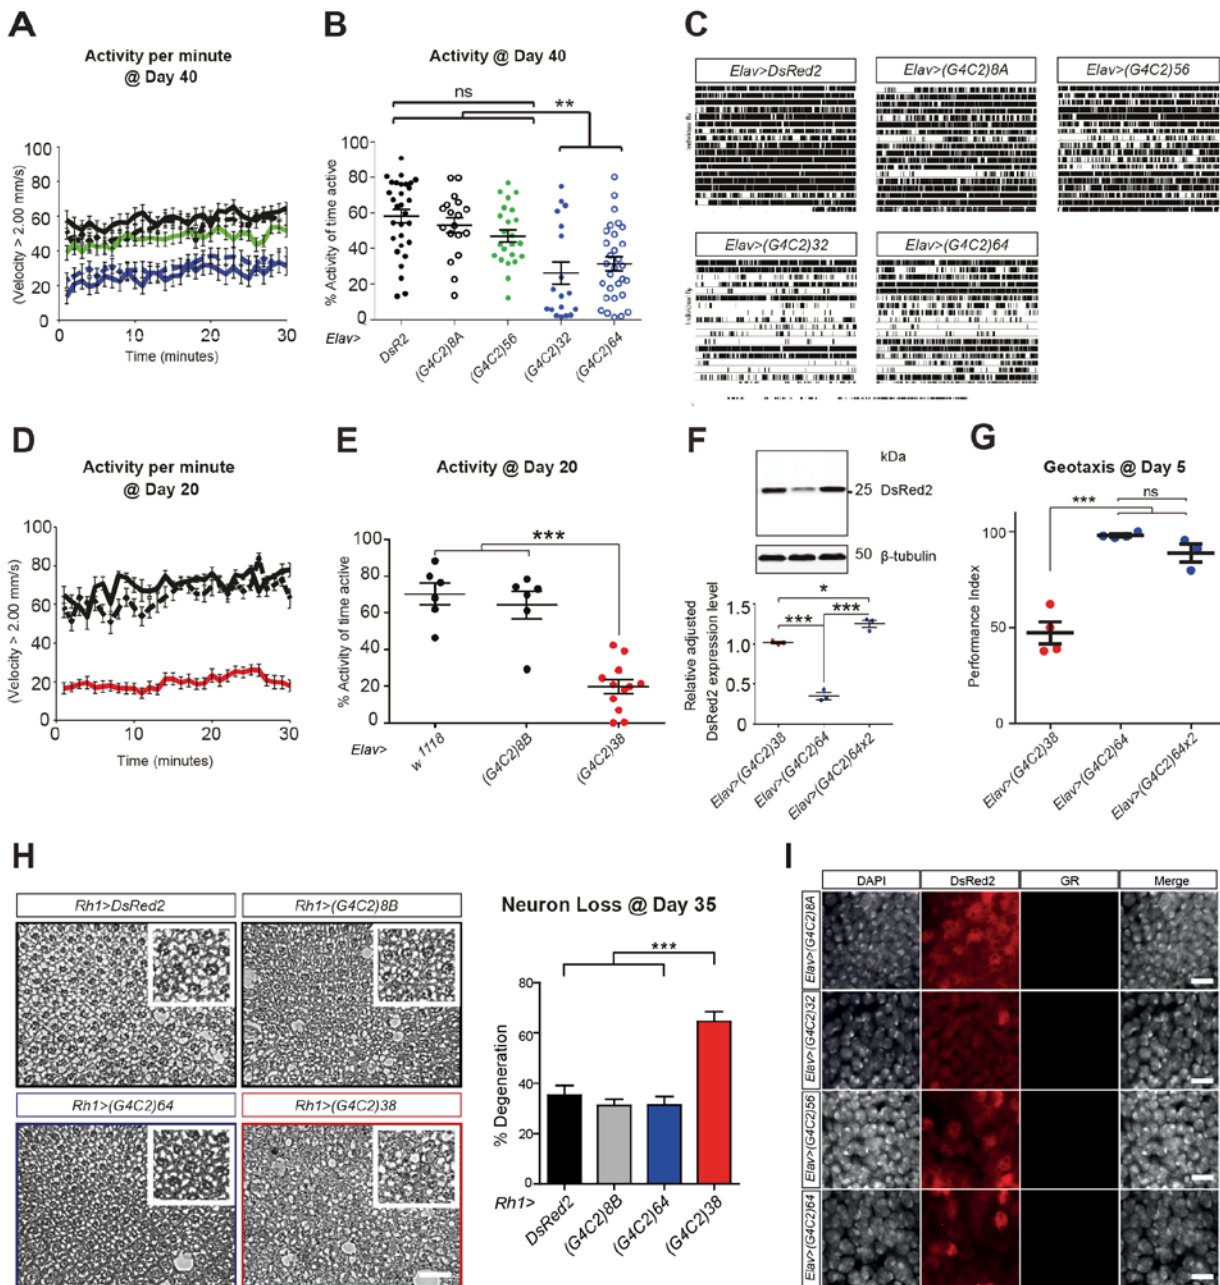 A
Activity per minute
@ Day 40
(Velocity > 2.00 mm/s)
100
80
60
40
20
0
0
10
20
30
Time (minutes)
B
Activity @ Day 40
ns
**
% Activity of time active
100
80
60
40
20
0
Elav>
DsR2
(G4C2)8A
(G4C2)56
(G4C2)32
(G4C2)64
C
Elav>DsRed2
Elav>(G4C2)8A
Elav>(G4C2)56
Individual fly
Elav>(G4C2)32
Elav>(G4C2)64
Individual fly
D
Activity per minute
@ Day 20
(Velocity > 2.00 mm/s)
100
80
60
40
20
0
0
10
20
30
Time (minutes)
E
Activity @ Day 20
***
% Activity of time active
100
80
60
40
20
0
Elav>
w1118
(G4C2)8B
(G4C2)38
F
kDa
25 DsRed2
50 β-tubulin
*
*** ***
Relative adjusted
DsRed2 expression level
1.5
1.0
0.5
0
Elav>(G4C2)38
Elav>(G4C2)64
Elav>(G4C2)64x2
G
Geotaxis @ Day 5
*** ns
Performance Index
100
50
0
Elav>(G4C2)38
Elav>(G4C2)64
Elav>(G4C2)64x2
H
Rh1>DsRed2
Rh1>(G4C2)8B
Rh1>(G4C2)64
Rh1>(G4C2)38
Neuron Loss @ Day 35
***
% Degeneration
80
60
40
20
0
Rh1>
DsRed2
(G4C2)8B
(G4C2)64
(G4C2)38
I
DAPI DsRed2 GR Merge
Elav>(G4C2)8A
Elav>(G4C2)32
Elav>(G4C2)56
Elav>(G4C2)64